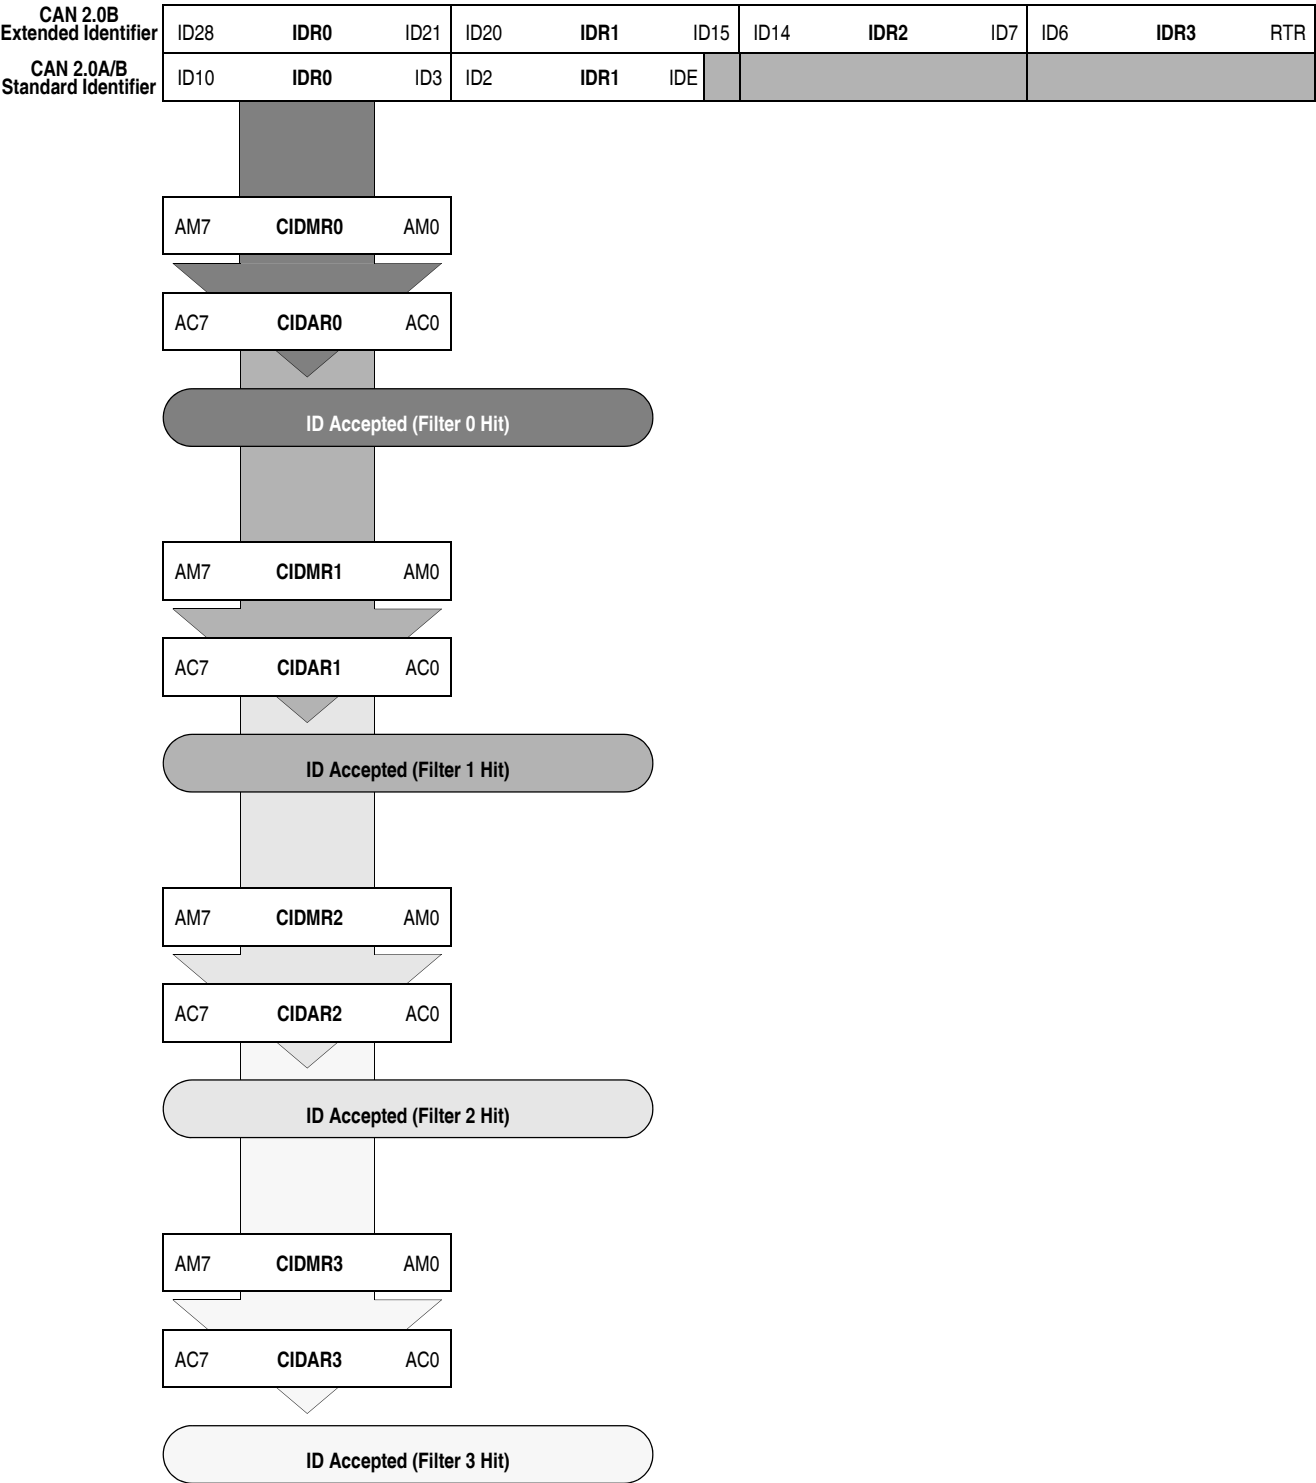 CAN 2.0B
Extended Identifier
ID28 IDR0 ID21 ID20 IDR1 ID15 ID14 IDR2 ID7 ID6 IDR3 RTR
CAN 2.0A/B
Standard Identifier
ID10 IDR0 ID3 ID2 IDR1 IDE
AM7 CIDMR0 AM0
AC7 CIDAR0 AC0
ID Accepted (Filter 0 Hit)
AM7 CIDMR1 AM0
AC7 CIDAR1 AC0
ID Accepted (Filter 1 Hit)
AM7 CIDMR2 AM0
AC7 CIDAR2 AC0
ID Accepted (Filter 2 Hit)
AM7 CIDMR3 AM0
AC7 CIDAR3 AC0
ID Accepted (Filter 3 Hit)